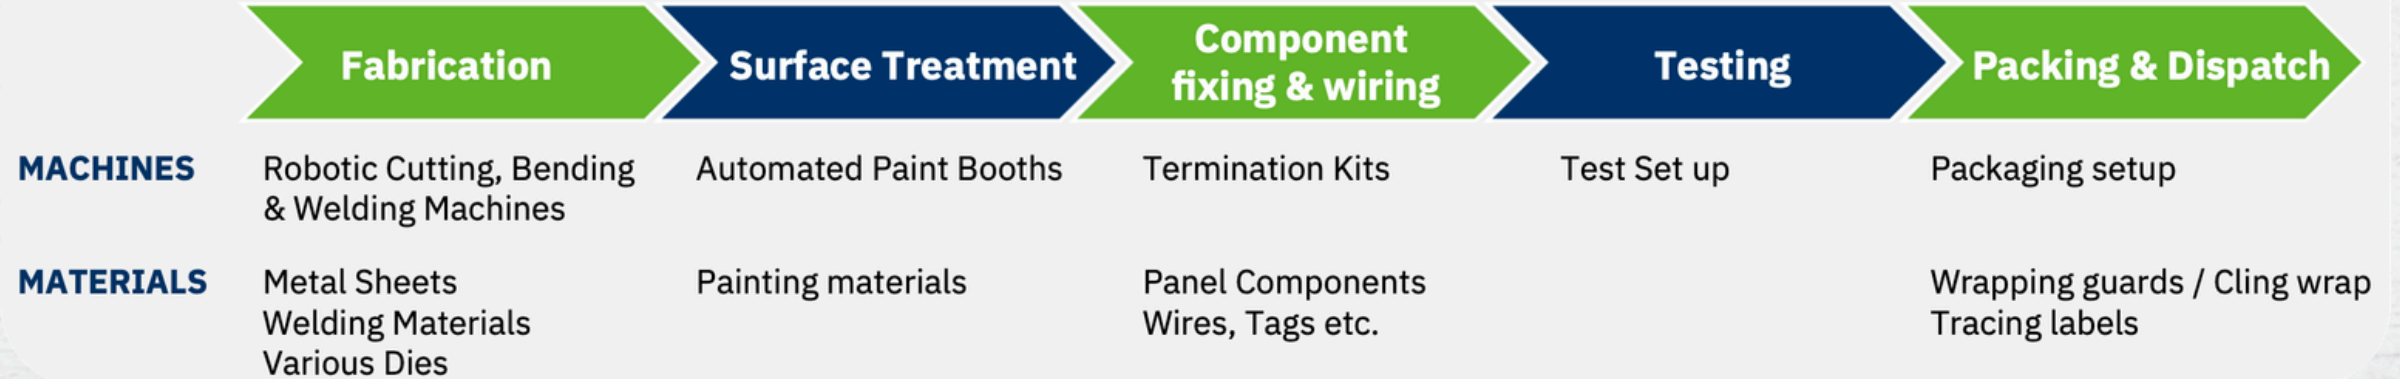 Fabrication
Surface Treatment
Component
fixing & wiring
Testing
Packing & Dispatch
MACHINES
Robotic Cutting, Bending
& Welding Machines
Automated Paint Booths
Termination Kits
Test Set up
Packaging setup
MATERIALS
Metal Sheets
Welding Materials
Various Dies
Painting materials
Panel Components
Wires, Tags etc.
Wrapping guards / Cling wrap
Tracing labels